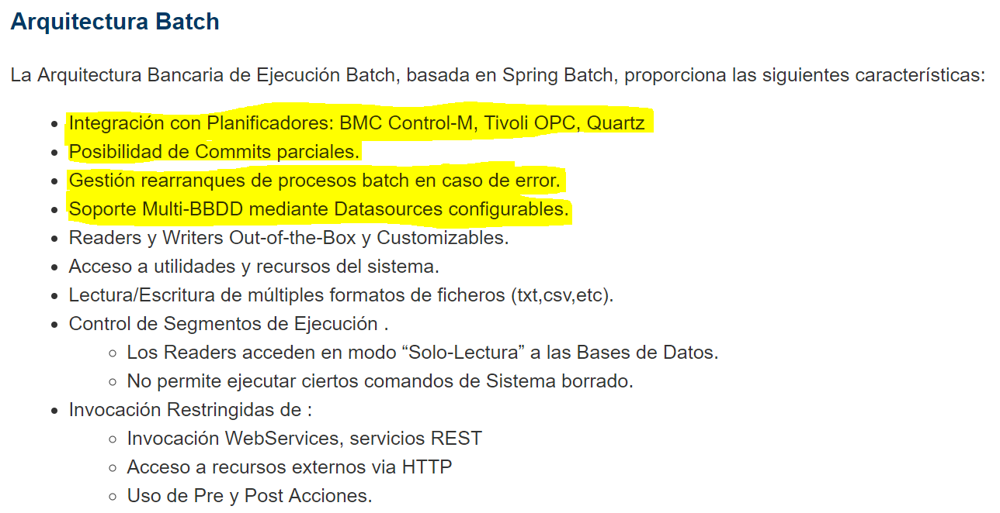 Arquitectura Batch
La Arquitectura Bancaria de Ejecución Batch, basada en Spring Batch, proporciona las siguientes características:
Integración con Planificadores: BMC Control-M, Tivoli OPC, Quartz
Posibilidad de Commits parciales.
Gestión rearranques de procesos batch en caso de error.
Soporte Multi-BBDD mediante Datasources configurables.
Readers y Writers Out-of-the-Box y Customizables.
Acceso a utilidades y recursos del sistema.
Lectura/Escritura de múltiples formatos de ficheros (txt,csv,etc).
Control de Segmentos de Ejecución .
Los Readers acceden en modo “Solo-Lectura” a las Bases de Datos.
No permite ejecutar ciertos comandos de Sistema borrado.
Invocación Restringidas de :
Invocación WebServices, servicios REST
Acceso a recursos externos via HTTP
Uso de Pre y Post Acciones.